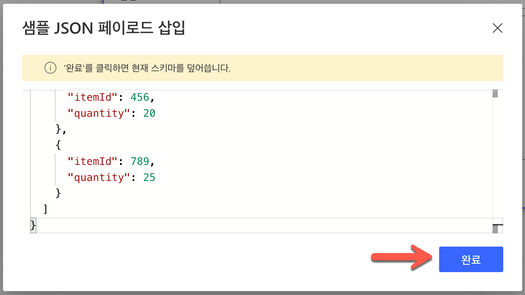 샘플 JSON 페이로드 삽입
'완료'를 클릭하면 현재 스키마를 덮어씁니다.
"itemId": 456,
"quantity": 20
},
{
"itemId": 789,
"quantity": 25
}
]
}
완료